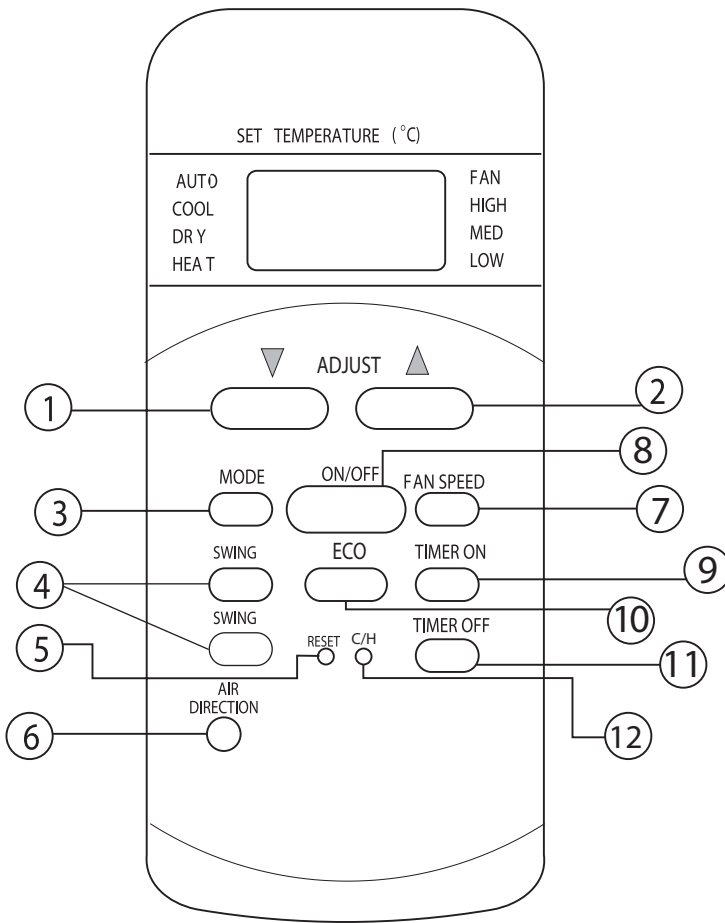 SET TEMPERATURE (°C)
AUTO
COOL
DRY
HEAT
FAN
HIGH
MED
LOW
▼ ADJUST ▲
1
2
8
MODE
ON/OFF
FAN SPEED
3
7
SWING
ECO
TIMER ON
4
9
10
SWING
TIMER OFF
5
RESET
C/H
11
AIR
DIRECTION
6
12